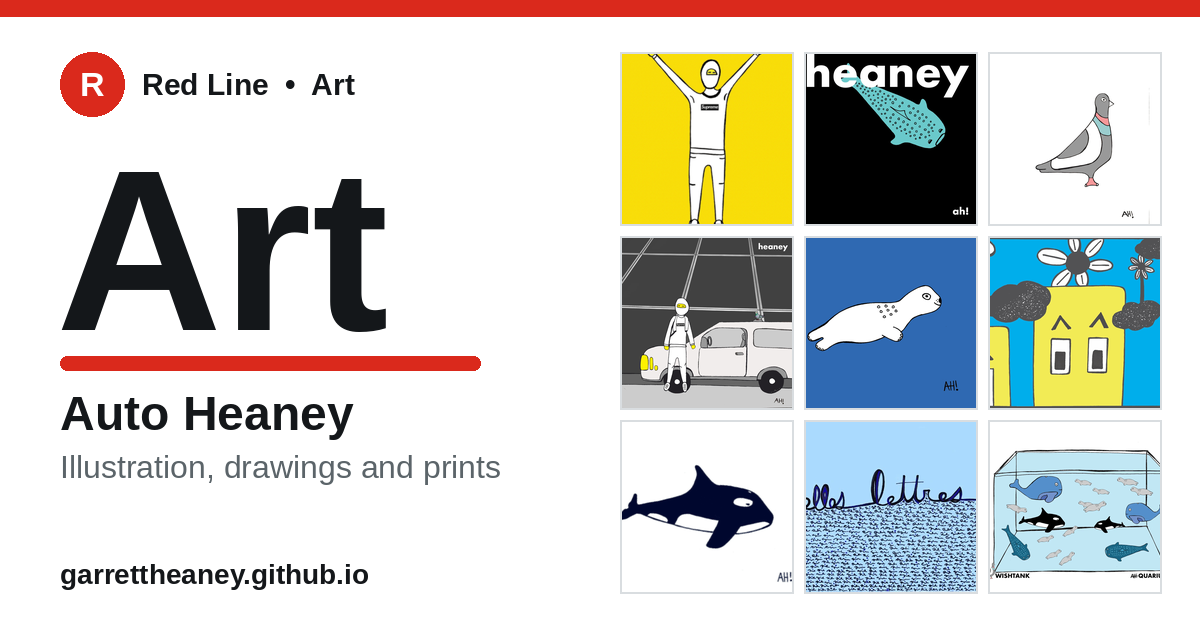 R Red Line • Art
Art
Auto Heaney
Illustration, drawings and prints
garrettheaney.github.io
Supreme
heaney
ah!
AH!
heaney
AH!
AH!
AH!
elles lettres
WISHTANK
AH QUARI